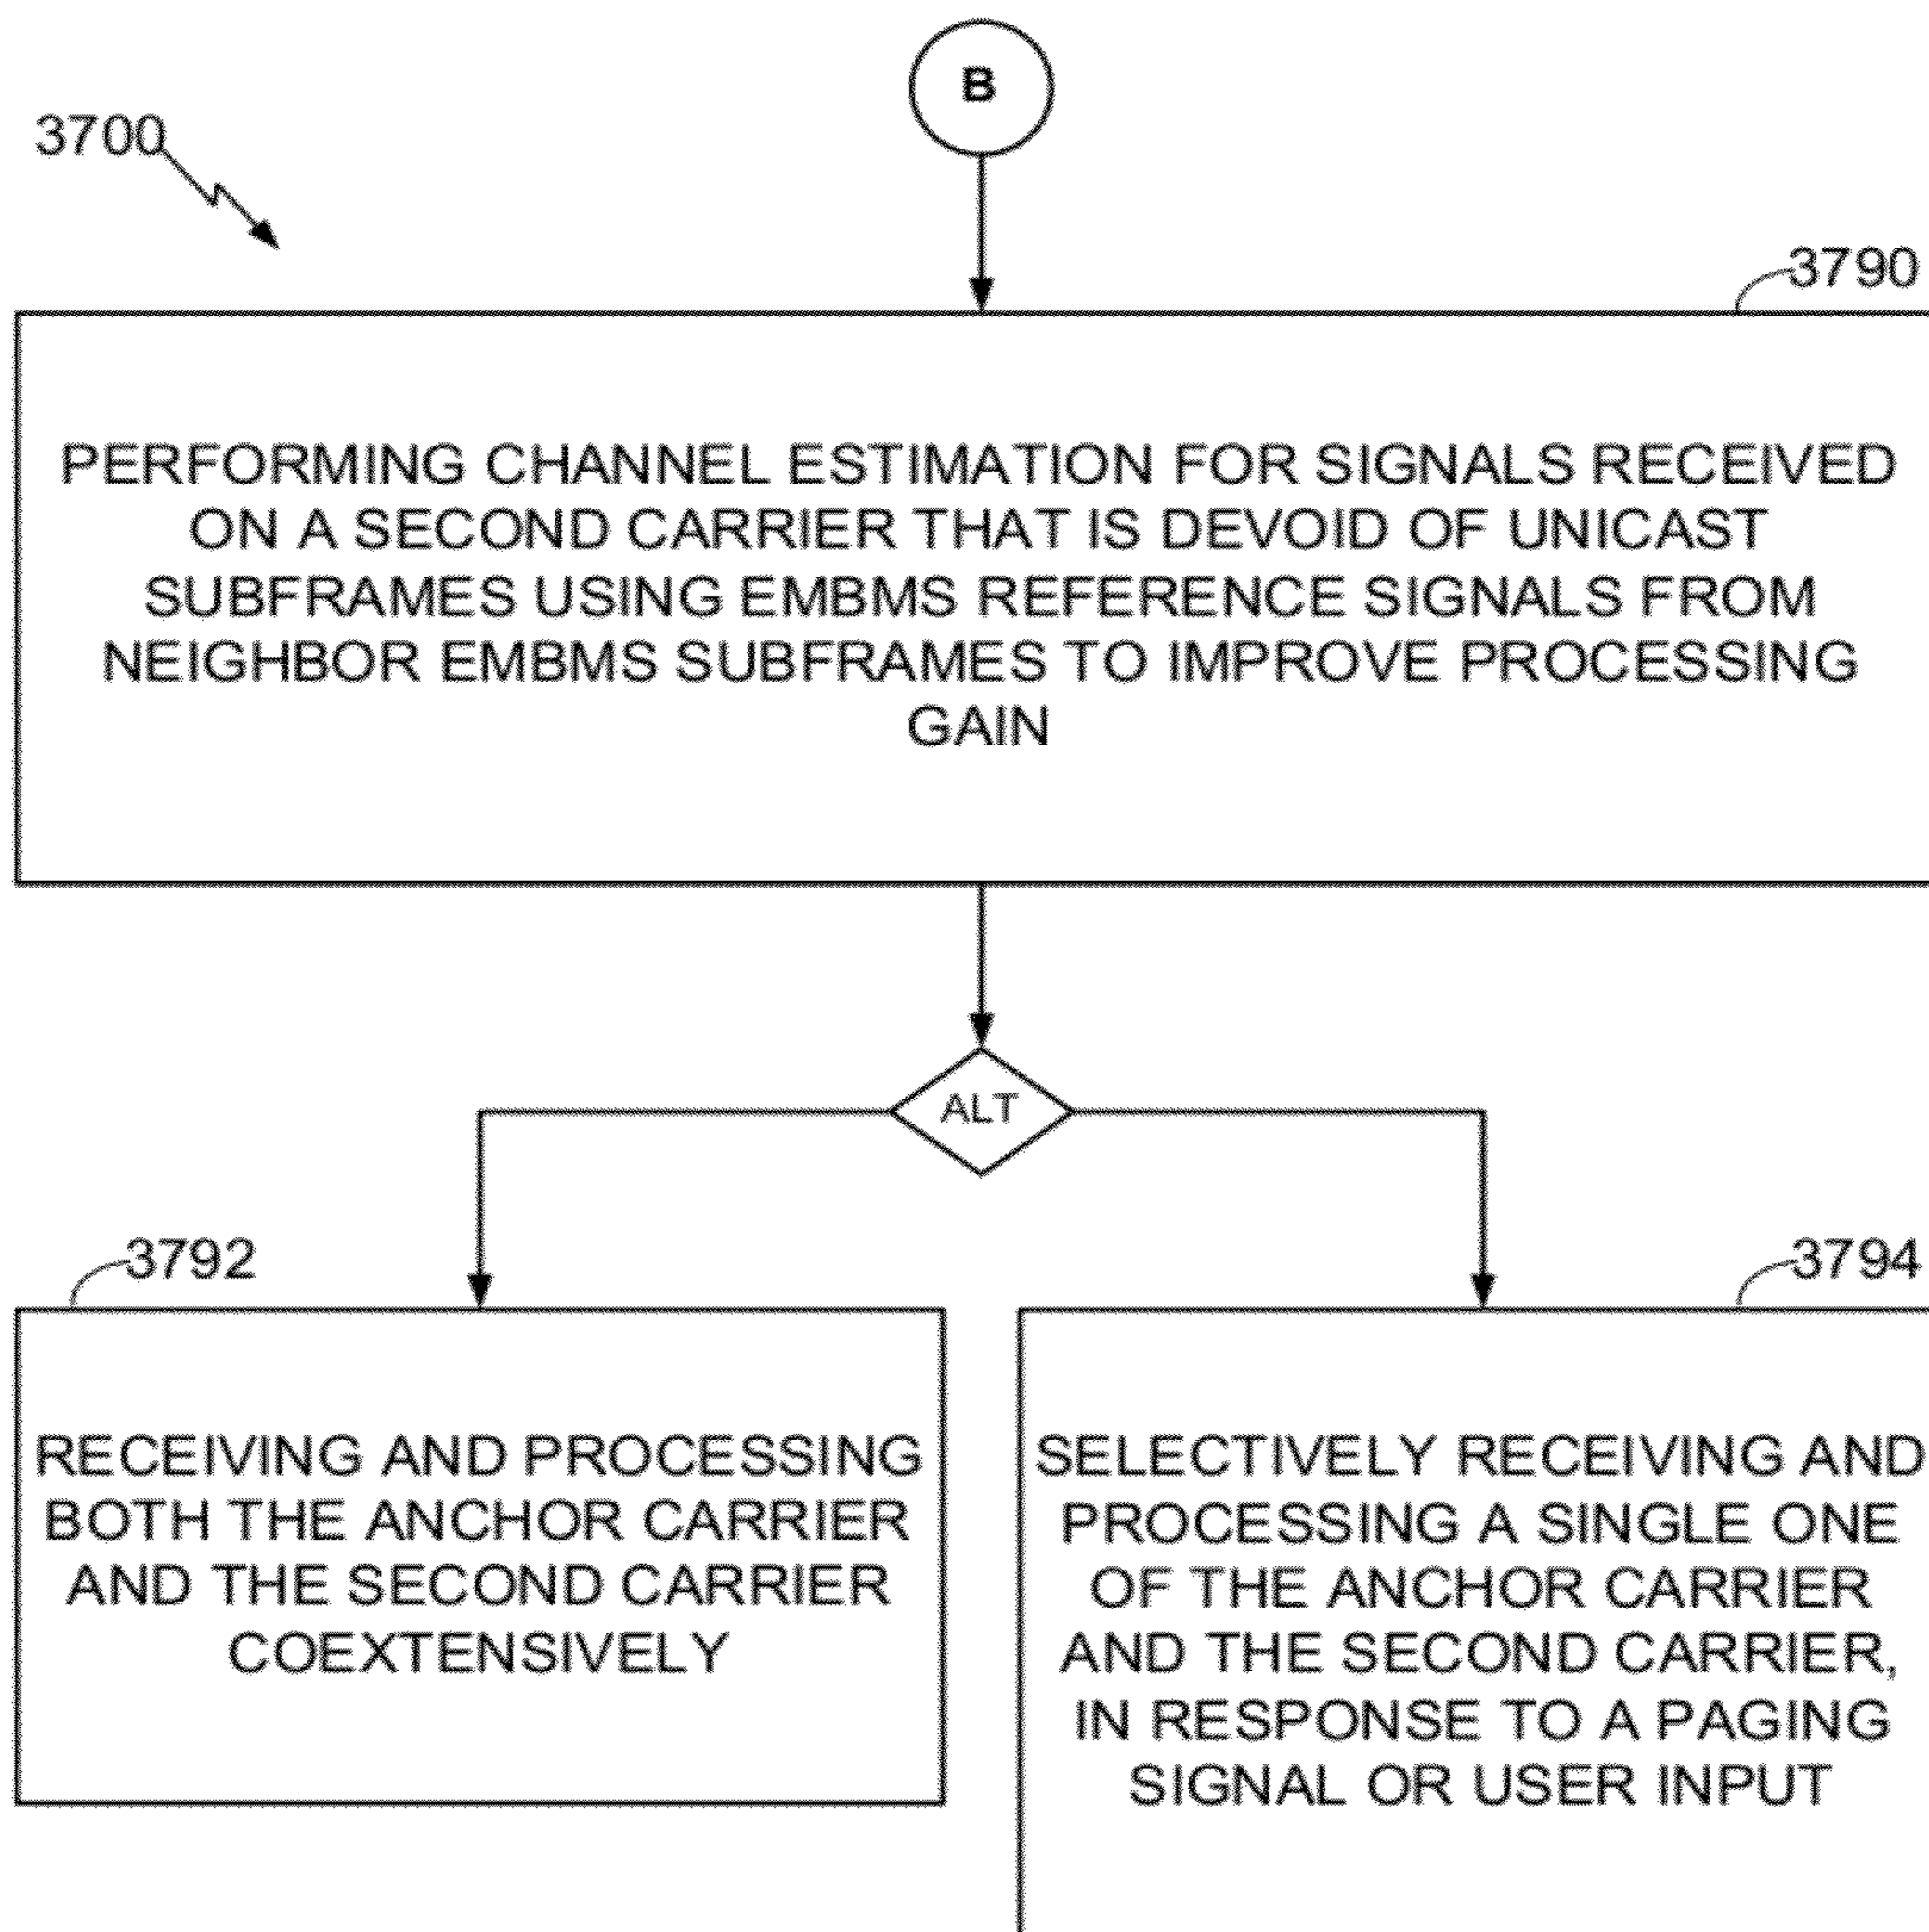 B
3700
3790
PERFORMING CHANNEL ESTIMATION FOR SIGNALS RECEIVED
ON A SECOND CARRIER THAT IS DEVOID OF UNICAST
SUBFRAMES USING EMBMS REFERENCE SIGNALS FROM
NEIGHBOR EMBMS SUBFRAMES TO IMPROVE PROCESSING
GAIN
ALT
3792
RECEIVING AND PROCESSING
BOTH THE ANCHOR CARRIER
AND THE SECOND CARRIER
COEXTENSIVELY
3794
SELECTIVELY RECEIVING AND
PROCESSING A SINGLE ONE
OF THE ANCHOR CARRIER
AND THE SECOND CARRIER,
IN RESPONSE TO A PAGING
SIGNAL OR USER INPUT